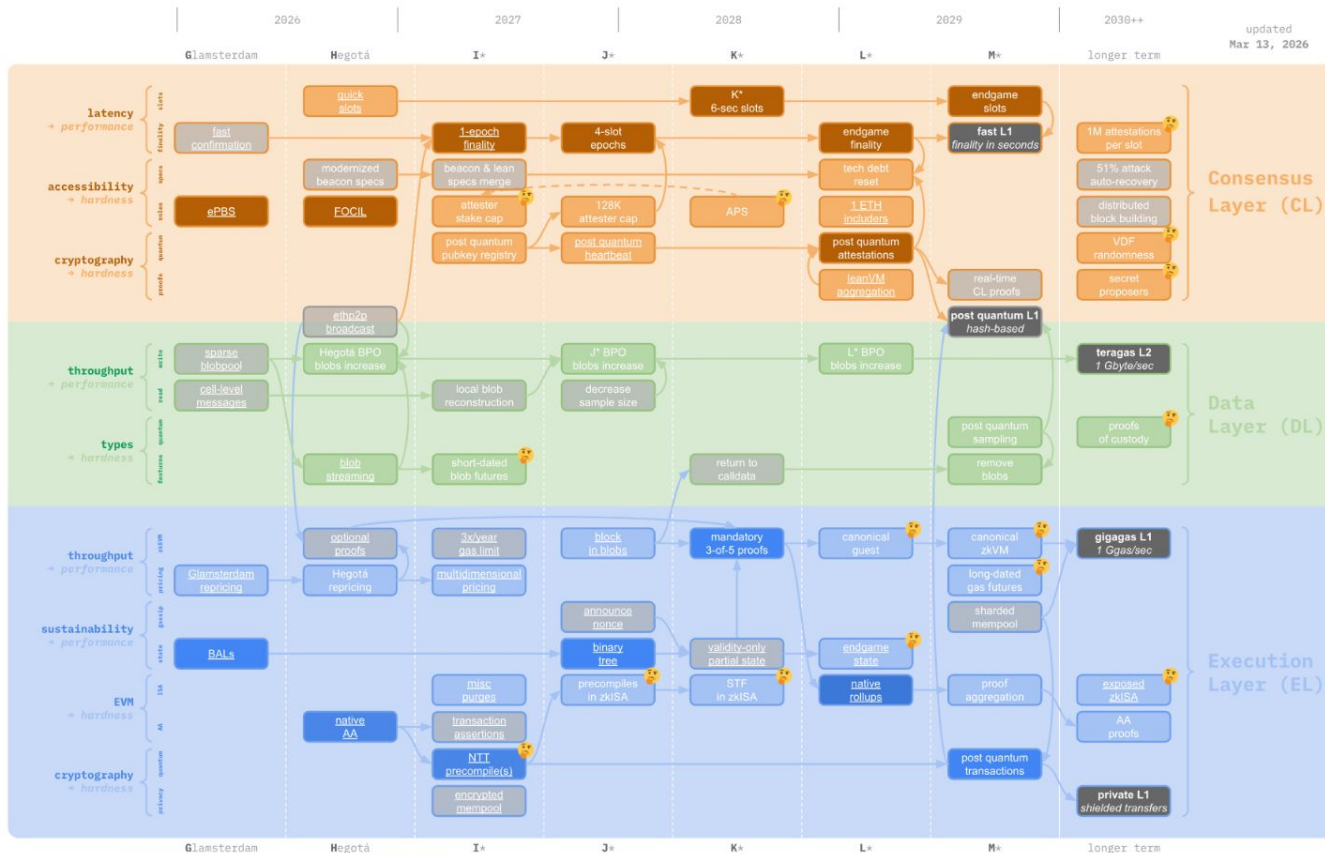 2026 2027 2028 2029 2030++
updated
Mar 13, 2026
Glamsterdam Hegotá I* J* K* L* M* longer term
latency
→ performance
slots
finality
quick
slots
K*
6-sec slots
endgame
slots
fast
confirmation
1-epoch
finality
4-slot
epochs
endgame
finality
fast L1
finality in seconds
1M attestations
per slot
accessibility
→ hardness
specs
roles
modernized
beacon specs
beacon & lean
specs merge
tech debt
reset
51% attack
auto-recovery
ePBS
FOCIL
attester
stake cap
128K
attester cap
APS
1 ETH
includers
distributed
block building
cryptography
→ hardness
quantum
proofs
post quantum
pubkey registry
post quantum
heartbeat
post quantum
attestations
VDF
randomness
leanVM
aggregation
real-time
CL proofs
secret
proposers
Consensus
Layer (CL)
ethp2p
broadcast
post quantum L1
hash-based
throughput
→ performance
write
read
sparse
blobpool
Hegotá BPO
blobs increase
J* BPO
blobs increase
L* BPO
blobs increase
teragas L2
1 Gbyte/sec
cell-level
messages
local blob
reconstruction
decrease
sample size
types
→ hardness
quantum
features
post quantum
sampling
proofs
of custody
blob
streaming
short-dated
blob futures
return to
calldata
remove
blobs
Data
Layer (DL)
throughput
→ performance
zkVM
pricing
optional
proofs
3x/year
gas limit
block
in blobs
mandatory
3-of-5 proofs
canonical
guest
canonical
zkVM
gigagas L1
1 Ggas/sec
Glamsterdam
repricing
Hegotá
repricing
multidimensional
pricing
long-dated
gas futures
sustainability
→ performance
gossip
state
announce
nonce
sharded
mempool
BALs
binary
tree
validity-only
partial state
endgame
state
EVM
→ hardness
ISA
AA
misc
purges
precompiles
in zkISA
STF
in zkISA
native
rollups
proof
aggregation
exposed
zkISA
native
AA
transaction
assertions
AA
proofs
cryptography
→ hardness
quantum
privacy
NTT
precompile(s)
post quantum
transactions
encrypted
mempool
private L1
shielded transfers
Execution
Layer (EL)
Glamsterdam Hegotá I* J* K* L* M* longer term